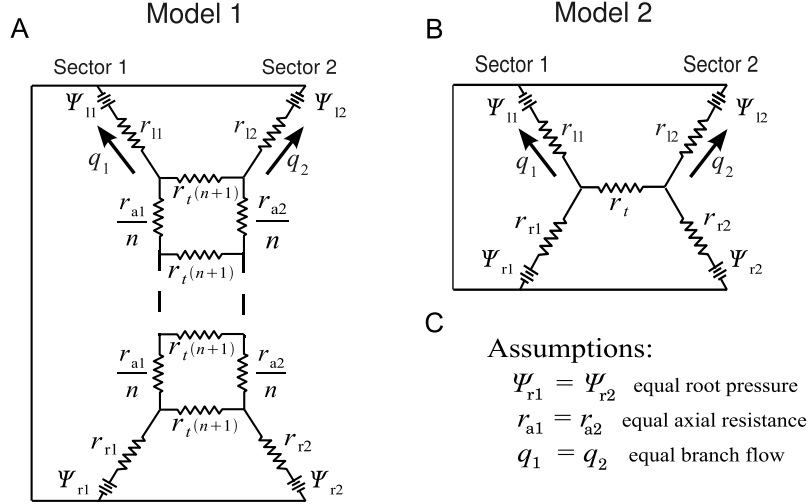 Model 1
Model 2
A
B
Sector 1 Sector 2
Sector 1 Sector 2
Ψl1 rl1 rl2 Ψl2
q1 q2
rt(n+1)
ra1/n ra2/n
rt(n+1)
rt(n+1)
ra1/n ra2/n
rt(n+1)
rr1 rr2
Ψr1 Ψr2
Ψl1 rl1 rl2 Ψl2
q1 q2
rt
rr1 rr2
Ψr1 Ψr2
C
Assumptions:
Ψr1 = Ψr2 equal root pressure
ra1 = ra2 equal axial resistance
q1 = q2 equal branch flow